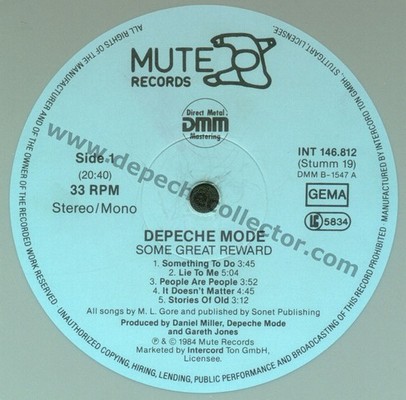 ALL RIGHTS OF THE MANUFACTURER AND OF THE OWNER OF THE RECORDED WORK RESERVED. UNAUTHORIZED COPYING, HIRING, LENDING, PUBLIC PERFORMANCE AND BROADCASTING OF THIS RECORD PROHIBITED · MANUFACTURED BY INTERCORD TON GMBH., STUTTGART, LICENSEE.
MUTE
RECORDS
Direct Metal
DMM
Mastering
Side 1
(20:40)
33 RPM
Stereo/Mono
INT 146.812
(Stumm 19)
DMM B-1547 A
GEMA
LC 5834
www.depechecollector.com
DEPECHE MODE
SOME GREAT REWARD
1. Something To Do 3:45
2. Lie To Me 5:04
3. People Are People 3:52
4. It Doesn't Matter 4:45
5. Stories Of Old 3:12
All songs by M. L. Gore and published by Sonet Publishing
Produced by Daniel Miller, Depeche Mode
and Gareth Jones
℗ & © 1984 Mute Records
Marketed by Intercord Ton GmbH,
Licensee.